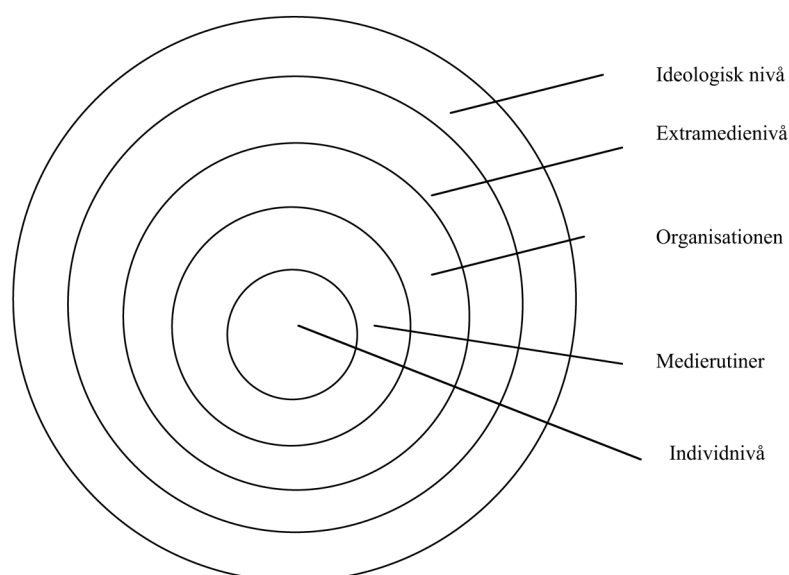 Ideologisk nivå
Extramedienivå
Organisationen
Medierutiner
Individnivå